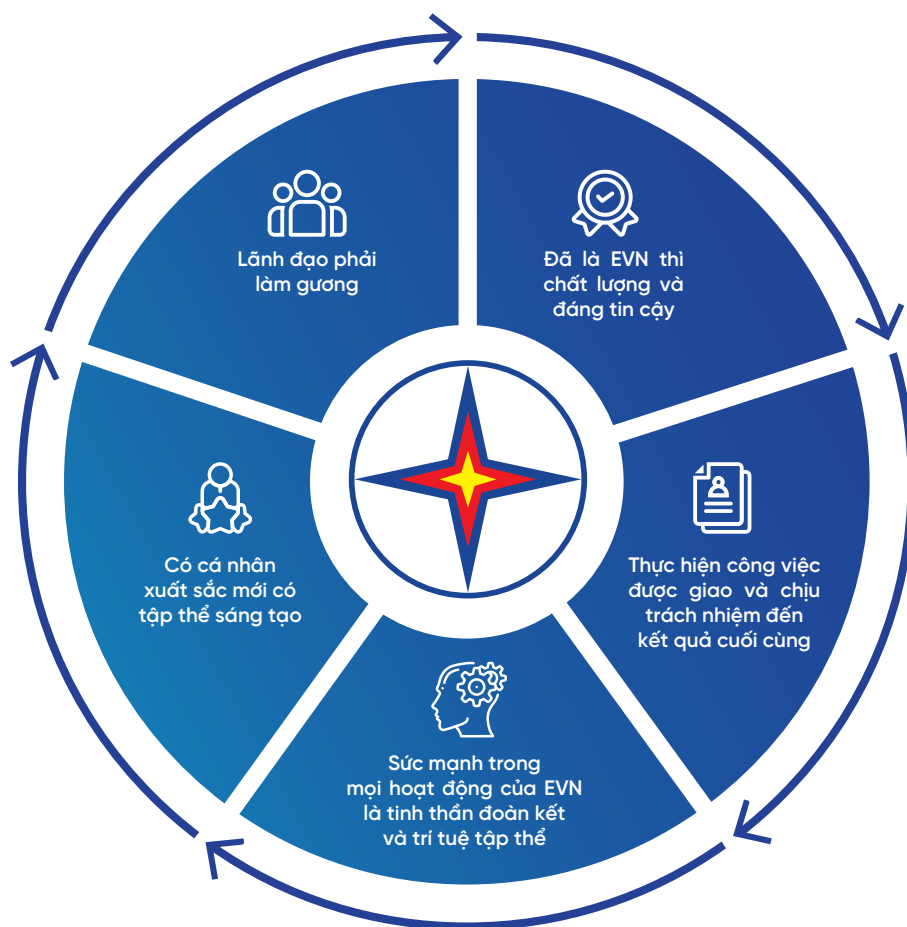 Lãnh đạo phải
làm gương
Đã là EVN thì
chất lượng và
đáng tin cậy
Thực hiện công việc
được giao và chịu
trách nhiệm đến
kết quả cuối cùng
Sức mạnh trong
mọi hoạt động của EVN
là tinh thần đoàn kết
và trí tuệ tập thể
Có cá nhân
xuất sắc mới có
tập thể sáng tạo